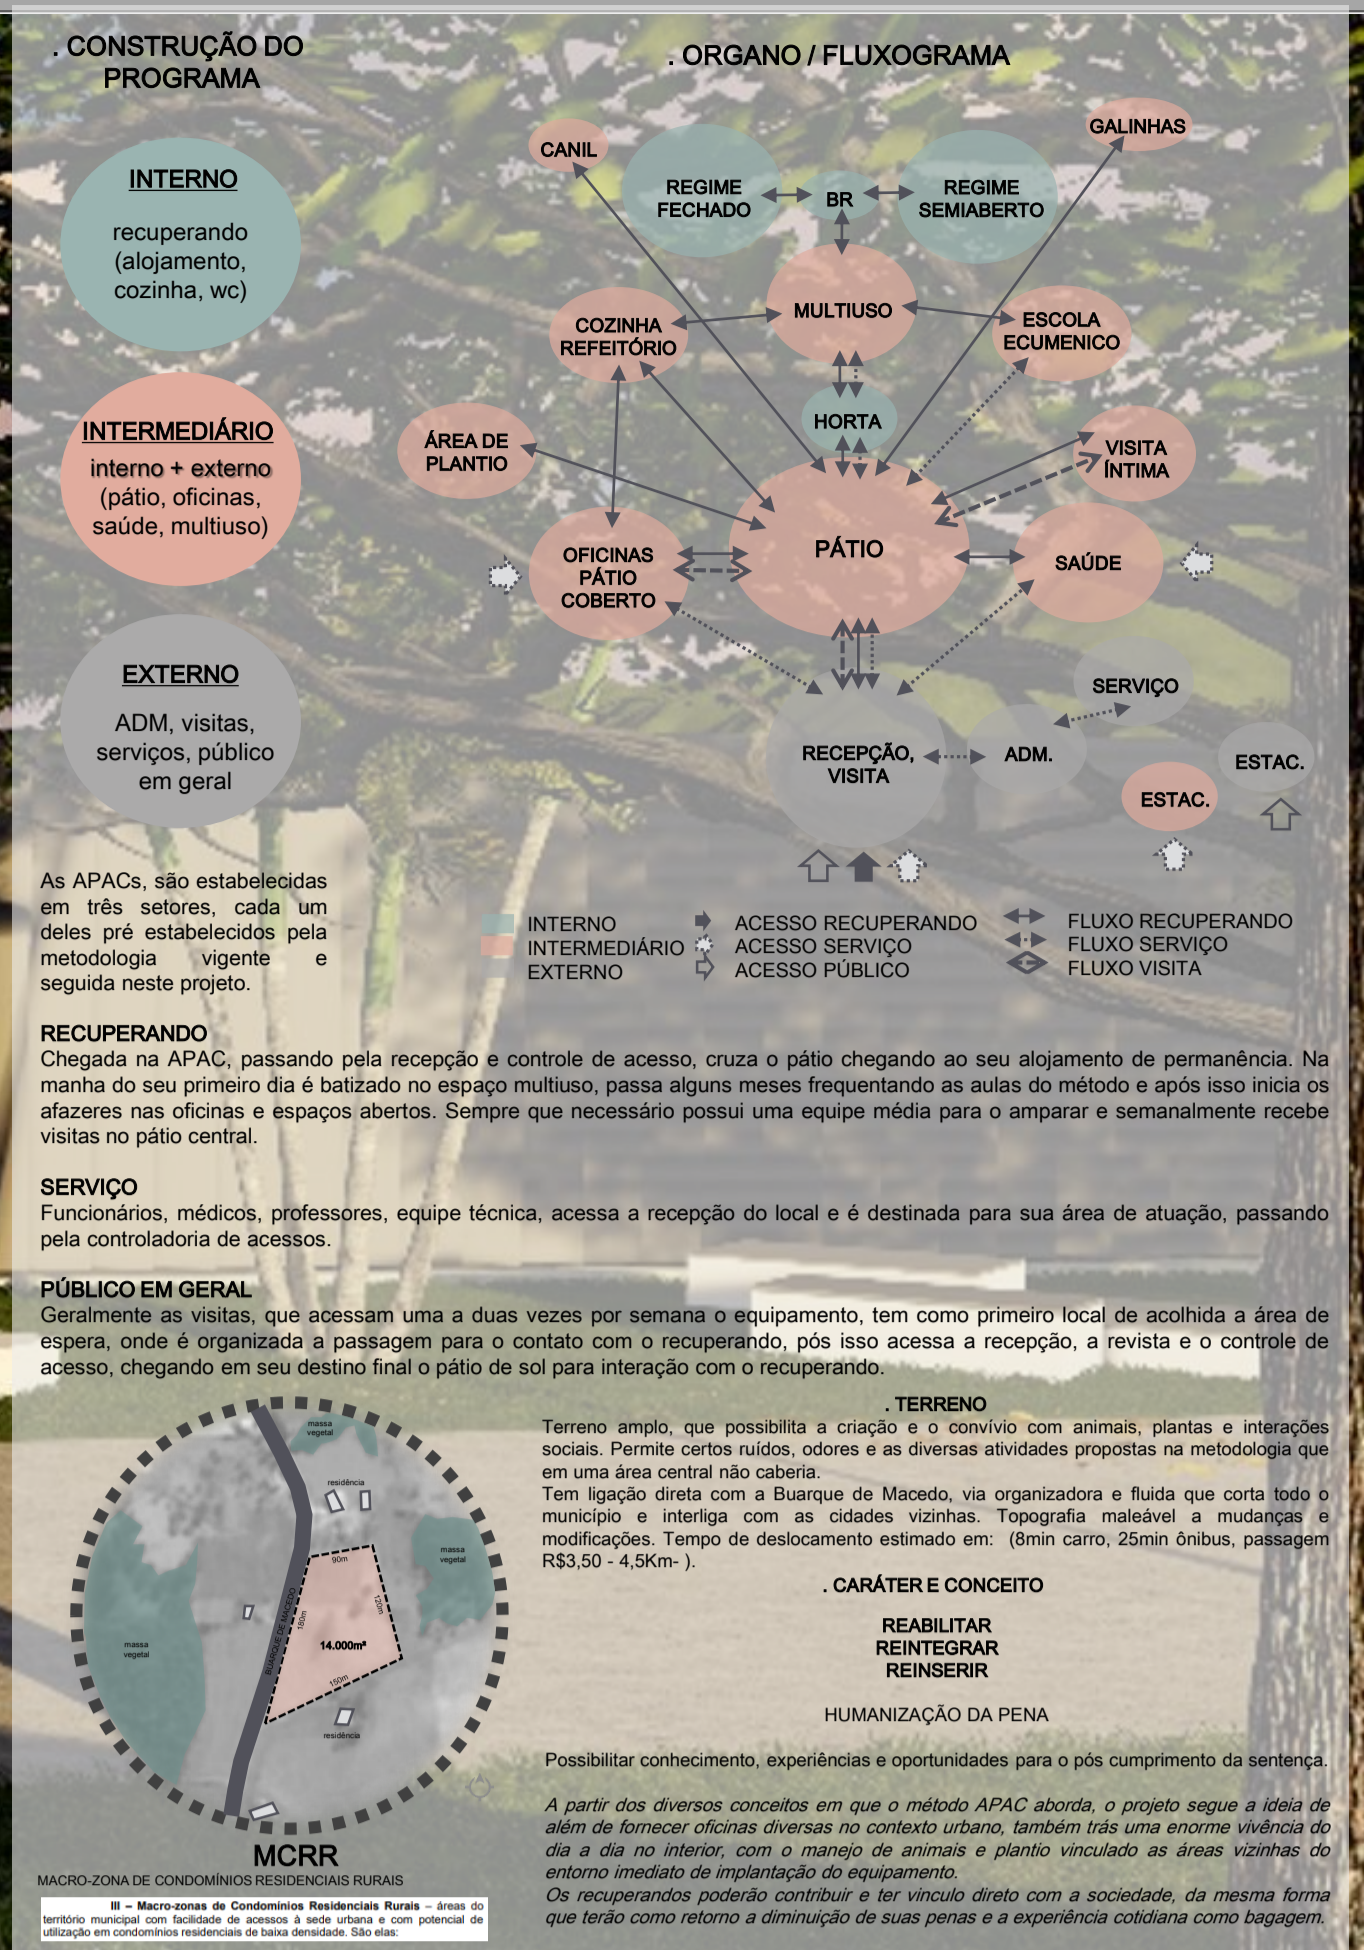 . CONSTRUÇÃO DO
PROGRAMA
INTERNO
recuperando
(alojamento,
cozinha, wc)
INTERMEDIÁRIO
interno + externo
(pátio, oficinas,
saúde, multiuso)
EXTERNO
ADM, visitas,
serviços, público
em geral
As APACs, são estabelecidas
em três setores, cada um
deles pré estabelecidos pela
metodologia vigente e
seguida neste projeto.
. ORGANO / FLUXOGRAMA
CANIL
GALINHAS
REGIME
FECHADO
BR
REGIME
SEMIABERTO
MULTIUSO
COZINHA
REFEITÓRIO
ESCOLA
ECUMENICO
HORTA
ÁREA DE
PLANTIO
VISITA
ÍNTIMA
OFICINAS
PÁTIO
COBERTO
PÁTIO
SAÚDE
SERVIÇO
RECEPÇÃO,
VISITA
ADM.
ESTAC.
ESTAC.
INTERNO
INTERMEDIÁRIO
EXTERNO
ACESSO RECUPERANDO
ACESSO SERVIÇO
ACESSO PÚBLICO
FLUXO RECUPERANDO
FLUXO SERVIÇO
FLUXO VISITA
RECUPERANDO
Chegada na APAC, passando pela recepção e controle de acesso, cruza o pátio chegando ao seu alojamento de permanência. Na
manha do seu primeiro dia é batizado no espaço multiuso, passa alguns meses frequentando as aulas do método e após isso inicia os
afazeres nas oficinas e espaços abertos. Sempre que necessário possui uma equipe média para o amparar e semanalmente recebe
visitas no pátio central.
SERVIÇO
Funcionários, médicos, professores, equipe técnica, acessa a recepção do local e é destinada para sua área de atuação, passando
pela controladoria de acessos.
PÚBLICO EM GERAL
Geralmente as visitas, que acessam uma a duas vezes por semana o equipamento, tem como primeiro local de acolhida a área de
espera, onde é organizada a passagem para o contato com o recuperando, pós isso acessa a recepção, a revista e o controle de
acesso, chegando em seu destino final o pátio de sol para interação com o recuperando.
massa
vegetal
residência
massa
vegetal
90m
120m
180m
BUARQUE DE MACEDO
14.000m²
massa
vegetal
150m
residência
MCRR
MACRO-ZONA DE CONDOMÍNIOS RESIDENCIAIS RURAIS
III – Macro-zonas de Condomínios Residenciais Rurais – áreas do
território municipal com facilidade de acessos à sede urbana e com potencial de
utilização em condomínios residenciais de baixa densidade. São elas:
. TERRENO
Terreno amplo, que possibilita a criação e o convívio com animais, plantas e interações
sociais. Permite certos ruídos, odores e as diversas atividades propostas na metodologia que
em uma área central não caberia.
Tem ligação direta com a Buarque de Macedo, via organizadora e fluida que corta todo o
município e interliga com as cidades vizinhas. Topografia maleável a mudanças e
modificações. Tempo de deslocamento estimado em: (8min carro, 25min ônibus, passagem
R$3,50 - 4,5Km- ).
. CARÁTER E CONCEITO
REABILITAR
REINTEGRAR
REINSERIR
HUMANIZAÇÃO DA PENA
Possibilitar conhecimento, experiências e oportunidades para o pós cumprimento da sentença.
A partir dos diversos conceitos em que o método APAC aborda, o projeto segue a ideia de
além de fornecer oficinas diversas no contexto urbano, também trás uma enorme vivência do
dia a dia no interior, com o manejo de animais e plantio vinculado as áreas vizinhas do
entorno imediato de implantação do equipamento.
Os recuperandos poderão contribuir e ter vinculo direto com a sociedade, da mesma forma
que terão como retorno a diminuição de suas penas e a experiência cotidiana como bagagem.